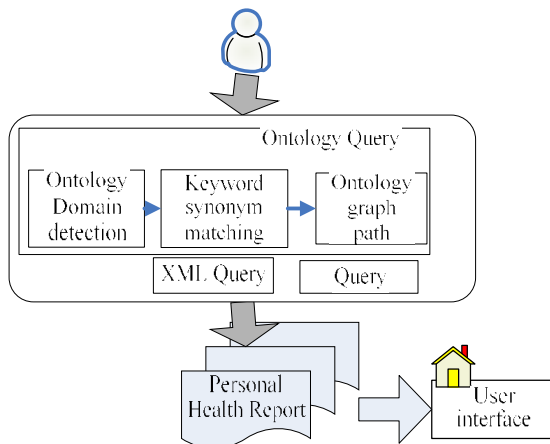 Ontology Query
Ontology
Domain
detection
Keyword
synonym
matching
Ontology
graph
path
XML Query
Query
Personal
Health Report
User
interface